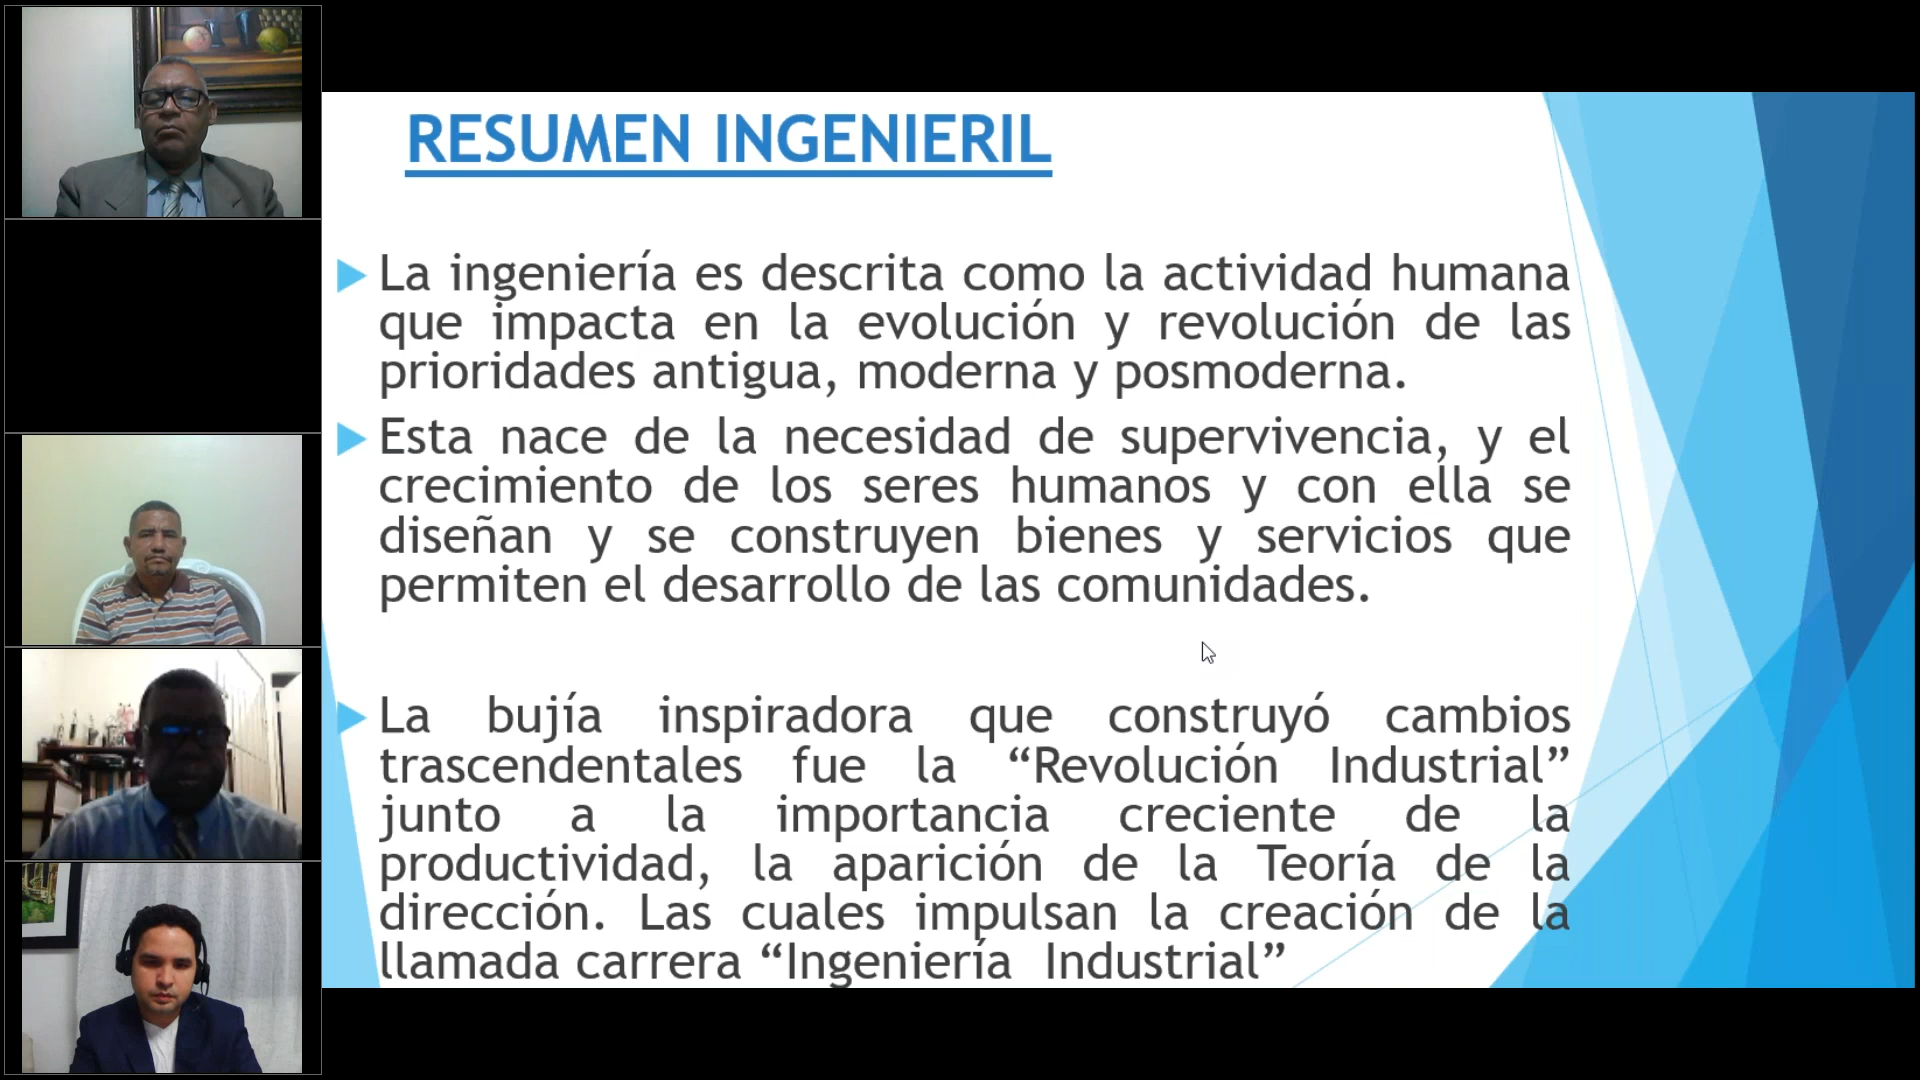 RESUMEN INGENIERIL
La ingeniería es descrita como la actividad humana
que impacta en la evolución y revolución de las
prioridades antigua, moderna y posmoderna.
Esta nace de la necesidad de supervivencia, y el
crecimiento de los seres humanos y con ella se
diseñan y se construyen bienes y servicios que
permiten el desarrollo de las comunidades.
La bujía inspiradora que construyó cambios
trascendentales fue la “Revolución Industrial”
junto a la importancia creciente de la
productividad, la aparición de la Teoría de la
dirección. Las cuales impulsan la creación de la
llamada carrera “Ingeniería Industrial”